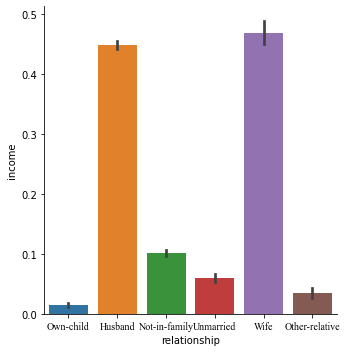 0.5
0.4
0.3
0.2
0.1
0.0
income
Own-child Husband Not-in-family Unmarried Wife Other-relative
relationship